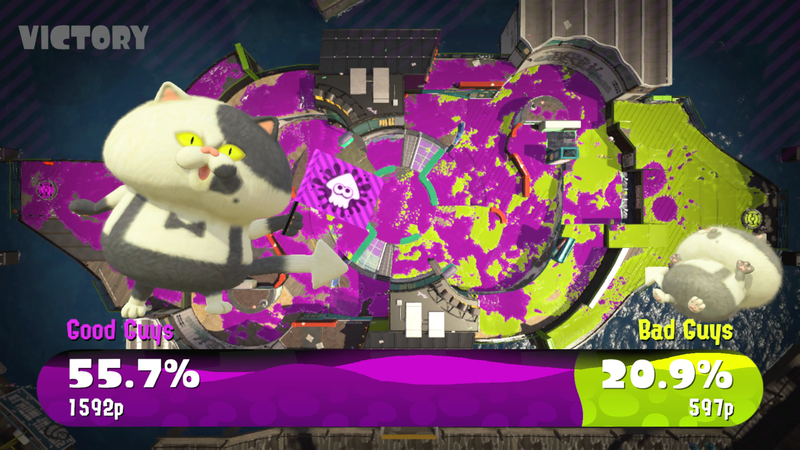 VICTORY
Good Guys
Bad Guys
55.7%
20.9%
1592p
597p